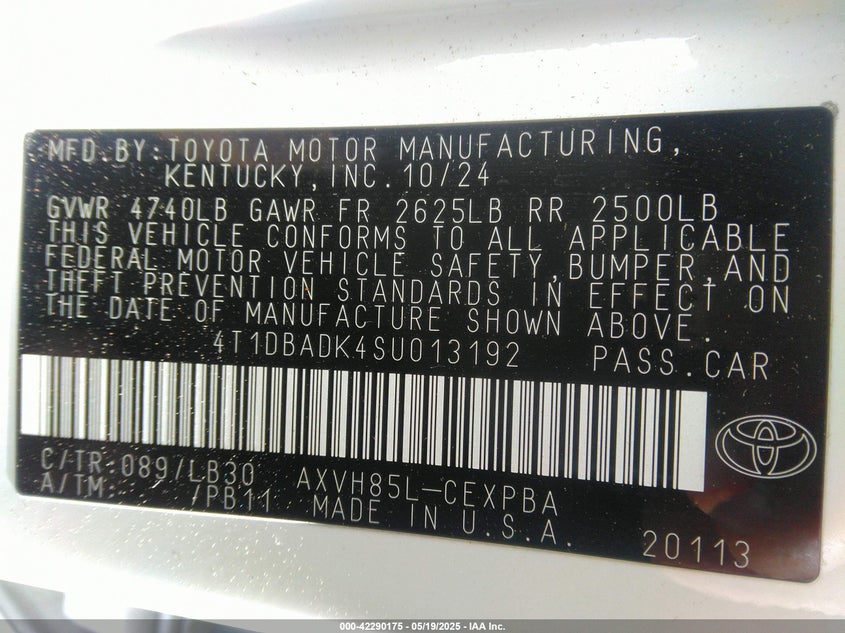 MFD.BY:TOYOTA MOTOR MANUFACTURING,
KENTUCKY,INC.10/24
GVWR 4740LB GAWR FR 2625LB RR 2500LB
THIS VEHICLE CONFORMS TO ALL APPLICABLE
FEDERAL MOTOR VEHICLE SAFETY,BUMPER,AND
THEFT PREVENTION STANDARDS IN EFFECT ON
THE DATE OF MANUFACTURE SHOWN ABOVE.
4T1DBADK4SU013192 PASS.CAR
C/TR:089/LB30 AXVH85L-CEXPBA
A/TM: /PB11 MADE IN U.S.A.
20113
000-42290175 - 05/19/2025 - IAA Inc.